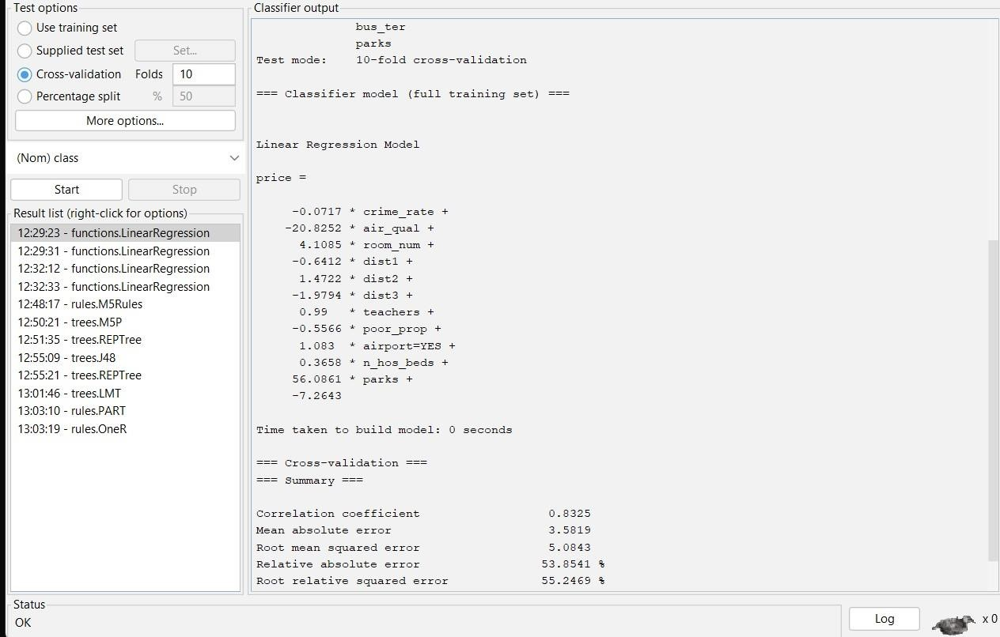 Test options
Use training set
Supplied test set Set...
Cross-validation Folds 10
Percentage split % 50
More options...
(Nom) class
Start Stop
Result list (right-click for options)
12:29:23 - functions.LinearRegression
12:29:31 - functions.LinearRegression
12:32:12 - functions.LinearRegression
12:32:33 - functions.LinearRegression
12:48:17 - rules.M5Rules
12:50:21 - trees.M5P
12:51:35 - trees.REPTree
12:55:09 - trees.J48
12:55:21 - trees.REPTree
13:01:46 - trees.LMT
13:03:10 - rules.PART
13:03:19 - rules.OneR
Classifier output
bus_ter
parks
Test mode: 10-fold cross-validation
=== Classifier model (full training set) ===
Linear Regression Model
price =
-0.0717 * crime_rate +
-20.8252 * air_qual +
4.1085 * room_num +
-0.6412 * dist1 +
1.4722 * dist2 +
-1.9794 * dist3 +
0.99 * teachers +
-0.5566 * poor_prop +
1.083 * airport=YES +
0.3658 * n_hos_beds +
56.0861 * parks +
-7.2643
Time taken to build model: 0 seconds
=== Cross-validation ===
=== Summary ===
Correlation coefficient 0.8325
Mean absolute error 3.5819
Root mean squared error 5.0843
Relative absolute error 53.8541 %
Root relative squared error 55.2469 %
Status
OK
Log x 0